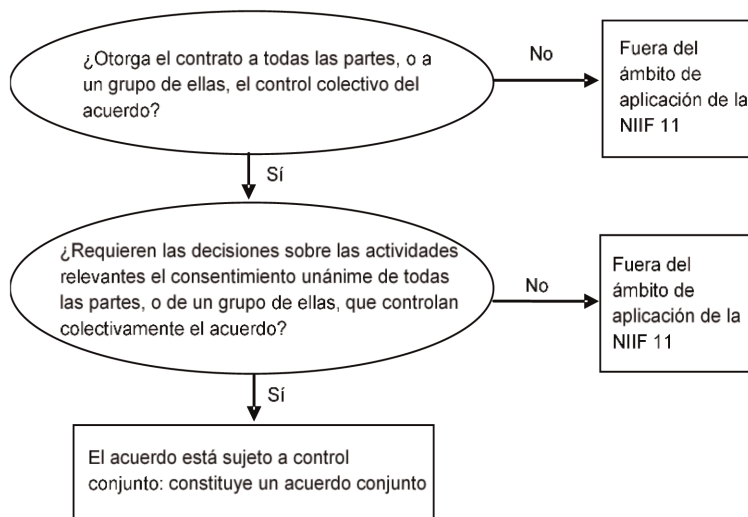 ¿Otorga el contrato a todas las partes, o a
un grupo de ellas, el control colectivo del
acuerdo?
No
Fuera del
ámbito de
aplicación de la
NIIF 11
Sí
¿Requieren las decisiones sobre las actividades
relevantes el consentimiento unánime de todas
las partes, o de un grupo de ellas, que controlan
colectivamente el acuerdo?
No
Fuera del
ámbito de
aplicación de la
NIIF 11
Sí
El acuerdo está sujeto a control
conjunto: constituye un acuerdo conjunto